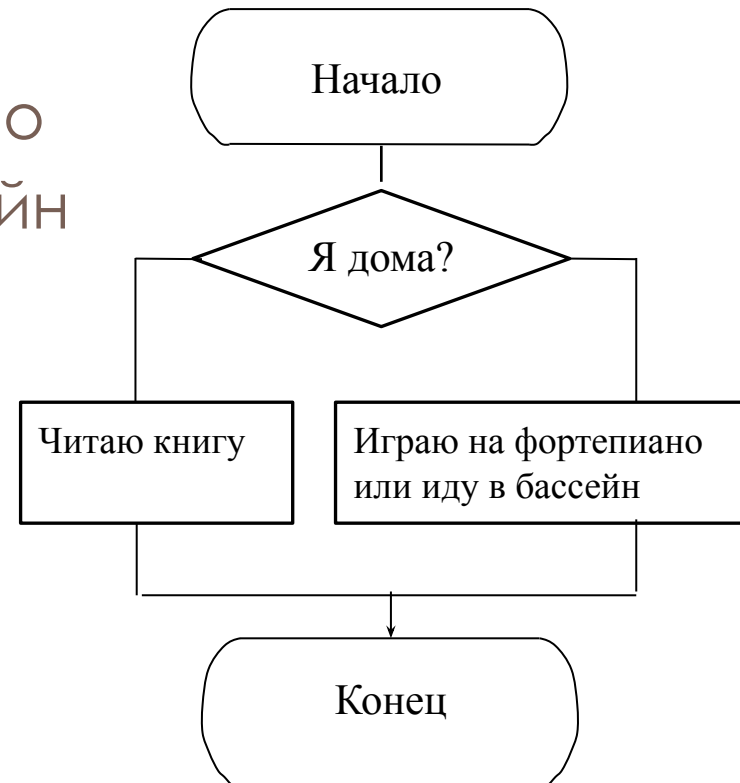 Начало
Я дома?
Читаю книгу
Играю на фортепиано
или иду в бассейн
Конец